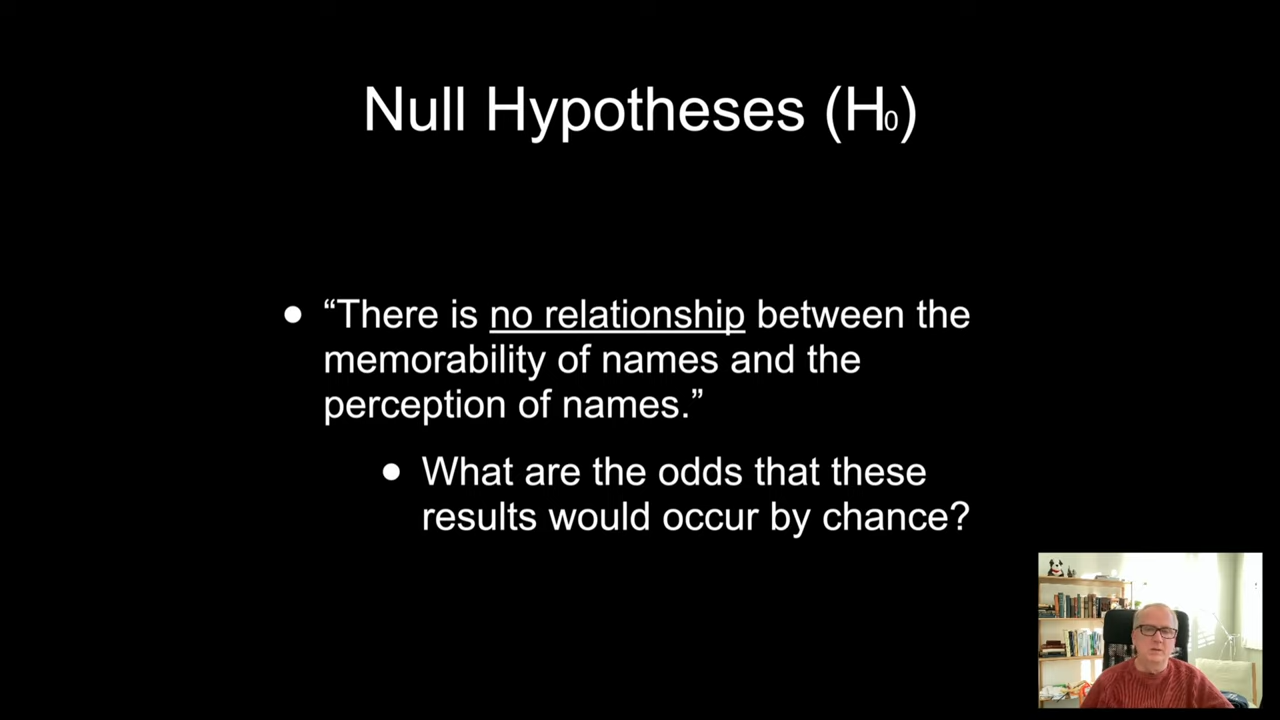 Null Hypotheses (H₀)
• “There is no relationship between the
memorability of names and the
perception of names.”
• What are the odds that these
results would occur by chance?